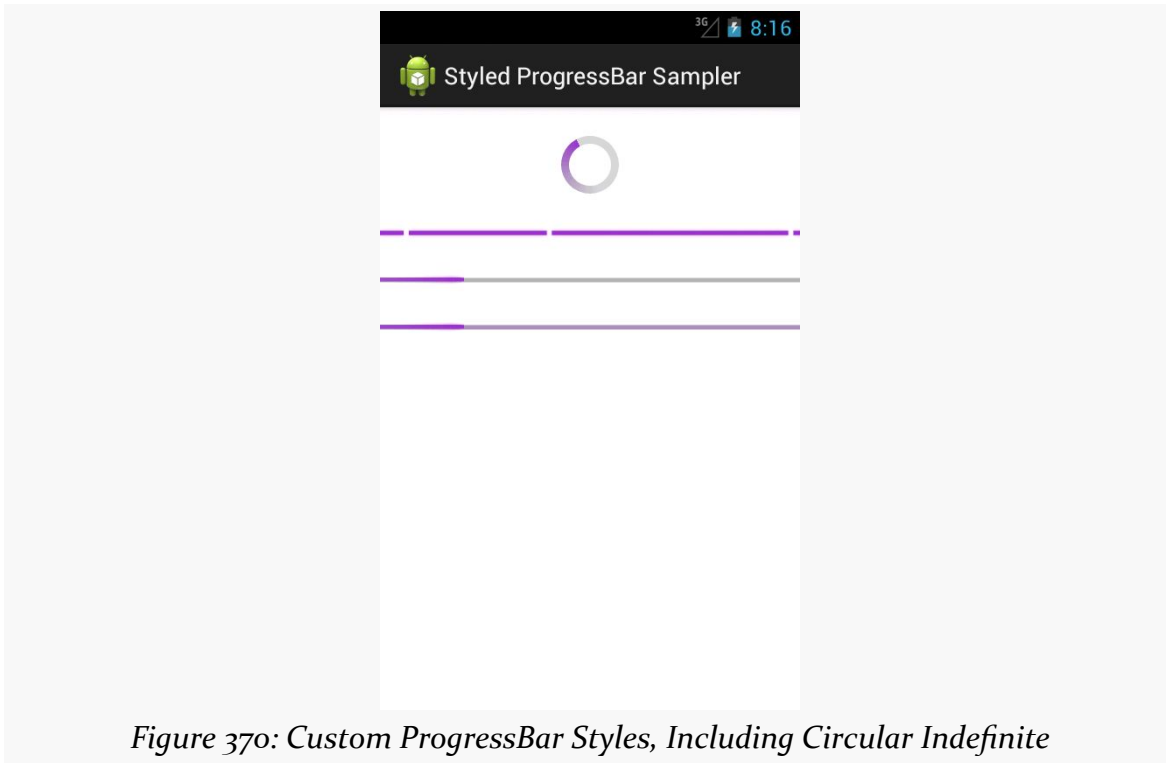 3G 8:16
Styled ProgressBar Sampler
Figure 370: Custom ProgressBar Styles, Including Circular Indefinite